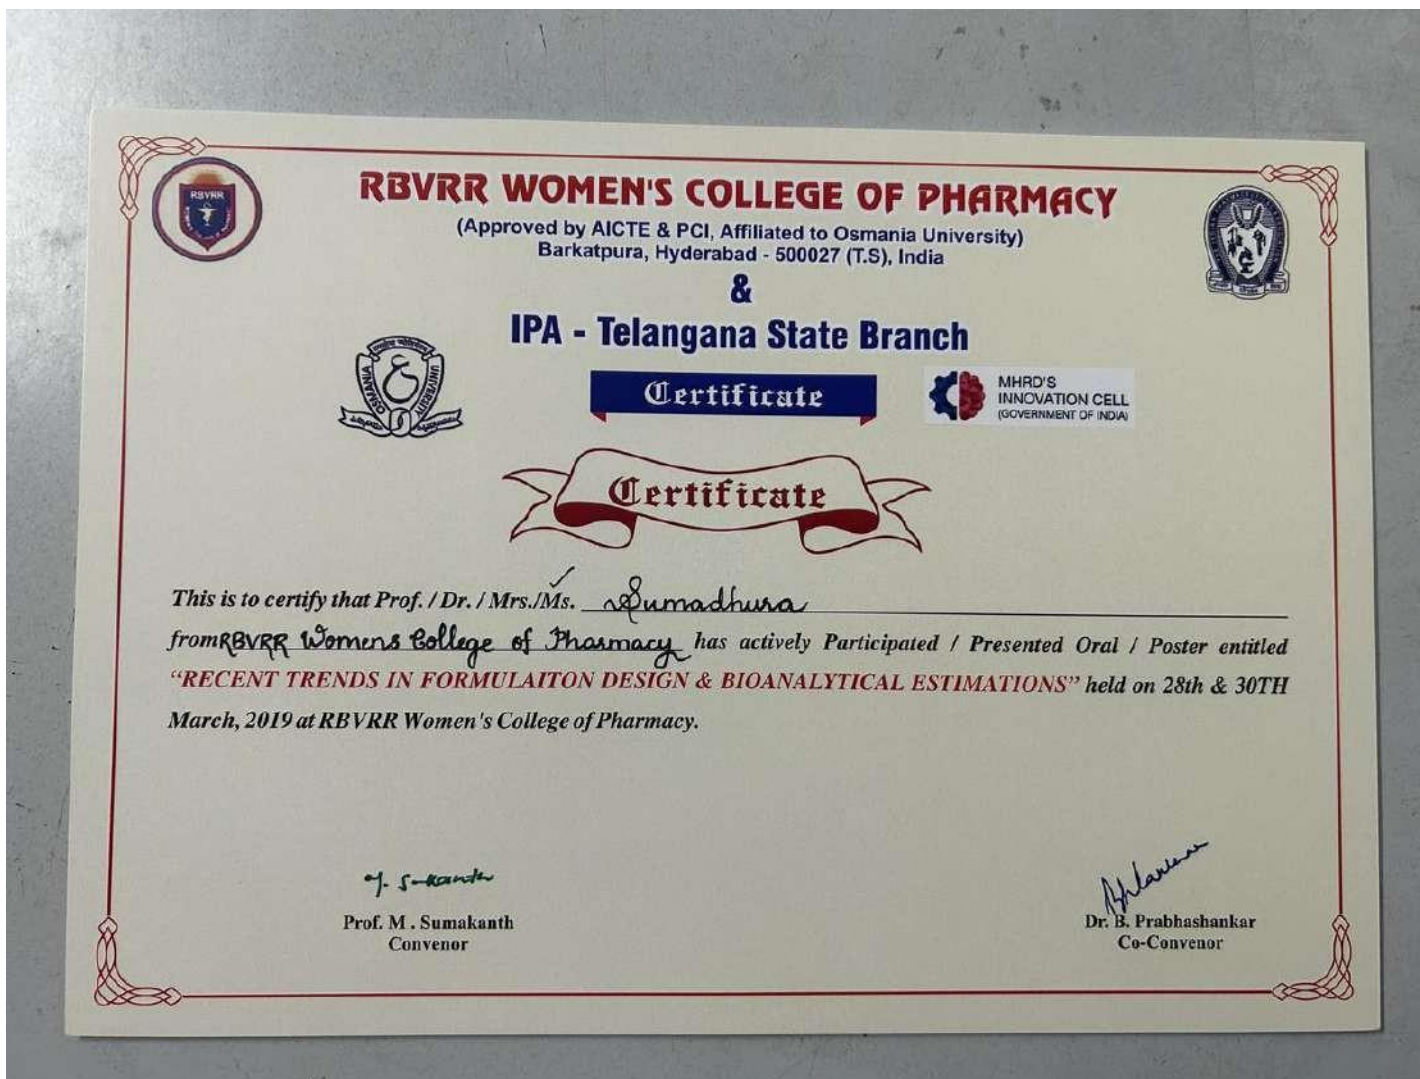 RBVRR
RBVRR WOMEN'S COLLEGE OF PHARMACY
(Approved by AICTE & PCI, Affiliated to Osmania University)
Barkatpura, Hyderabad - 500027 (T.S), India
&
IPA - Telangana State Branch
OSMANIA UNIVERSITY
Certificate
MHRD'S
INNOVATION CELL
(GOVERNMENT OF INDIA)
Certificate
This is to certify that Prof. / Dr. / Mrs./Ms. Sumadhura
from RBVRR Womens College of Pharmacy has actively Participated / Presented Oral / Poster entitled
“RECENT TRENDS IN FORMULAITON DESIGN & BIOANALYTICAL ESTIMATIONS” held on 28th & 30TH
March, 2019 at RBVRR Women's College of Pharmacy.
Prof. M . Sumakanth
Convenor
Dr. B. Prabhashankar
Co-Convenor